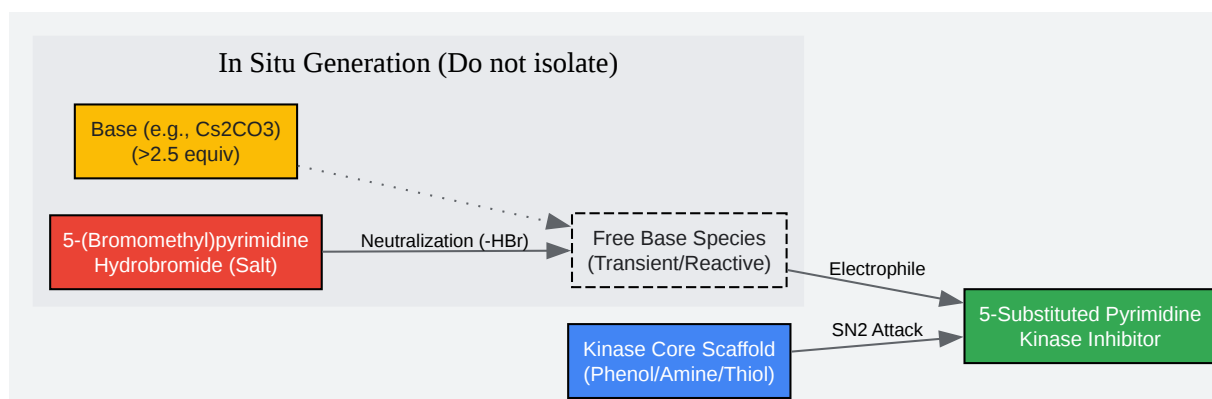 In Situ Generation (Do not isolate)
Base (e.g., Cs2CO3)
(>2.5 equiv)
5-(Bromomethyl)pyrimidine
Hydrobromide (Salt)
Neutralization (-HBr)
Free Base Species
(Transient/Reactive)
Electrophile
Kinase Core Scaffold
(Phenol/Amine/Thiol)
SN2 Attack
5-Substituted Pyrimidine
Kinase Inhibitor